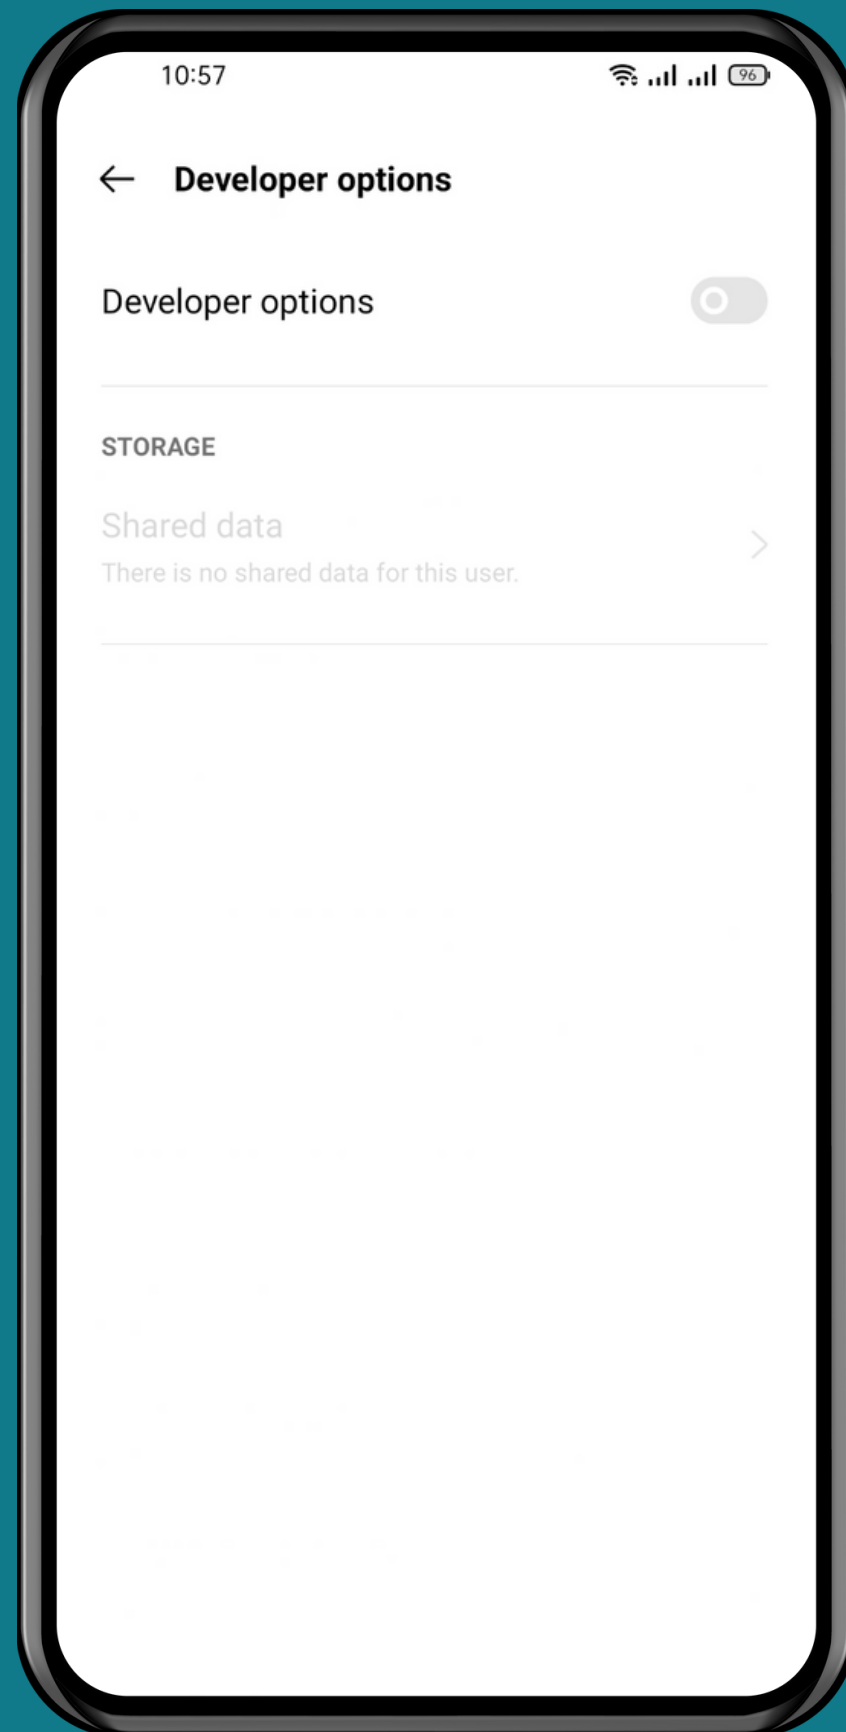 10:57
96
Developer options
Developer options
STORAGE
Shared data
There is no shared data for this user.